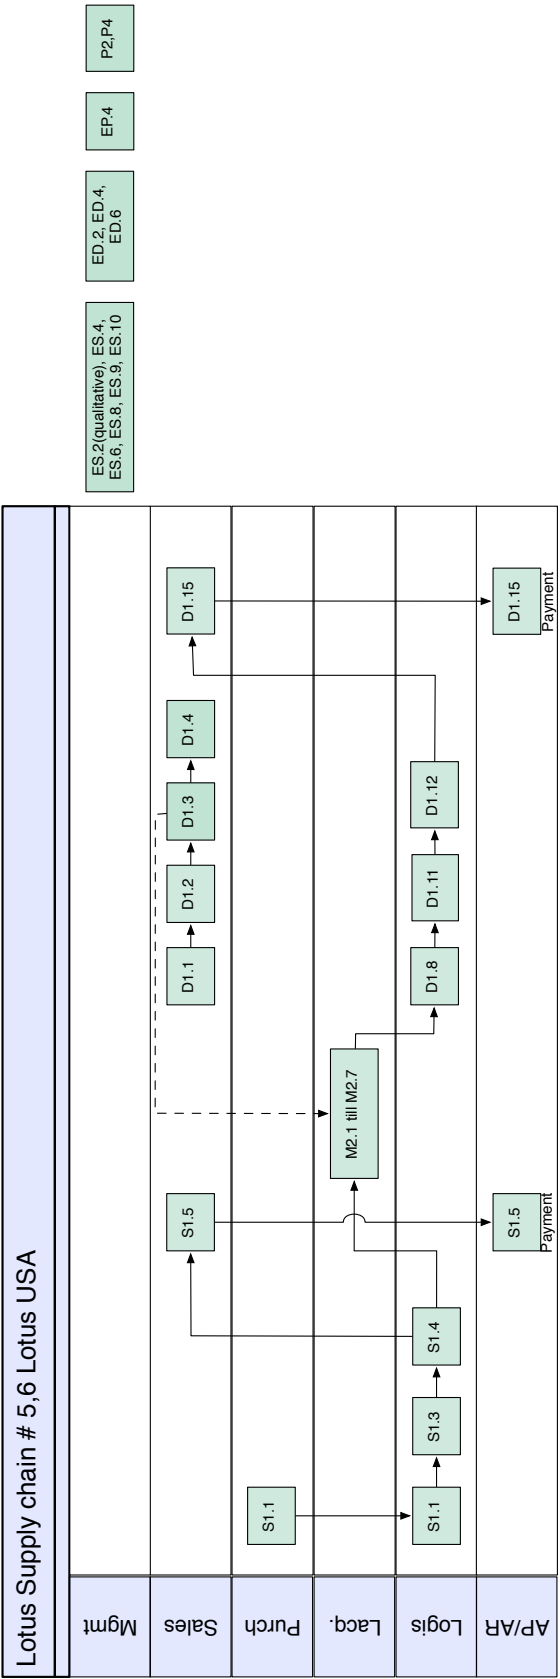 Lotus Supply chain # 5,6 Lotus USA
Mgmt
ES.2(qualitative), ES.4,
ES.6, ES.8, ES.9, ES.10
ED.2, ED.4,
ED.6
EP.4
P2,P4
Sales
S1.5
D1.1
D1.2
D1.3
D1.4
D1.15
Purch
S1.1
Lacq.
M2.1 till M2.7
Logis
S1.1
S1.3
S1.4
D1.8
D1.11
D1.12
AP/AR
S1.5
Payment
D1.15
Payment